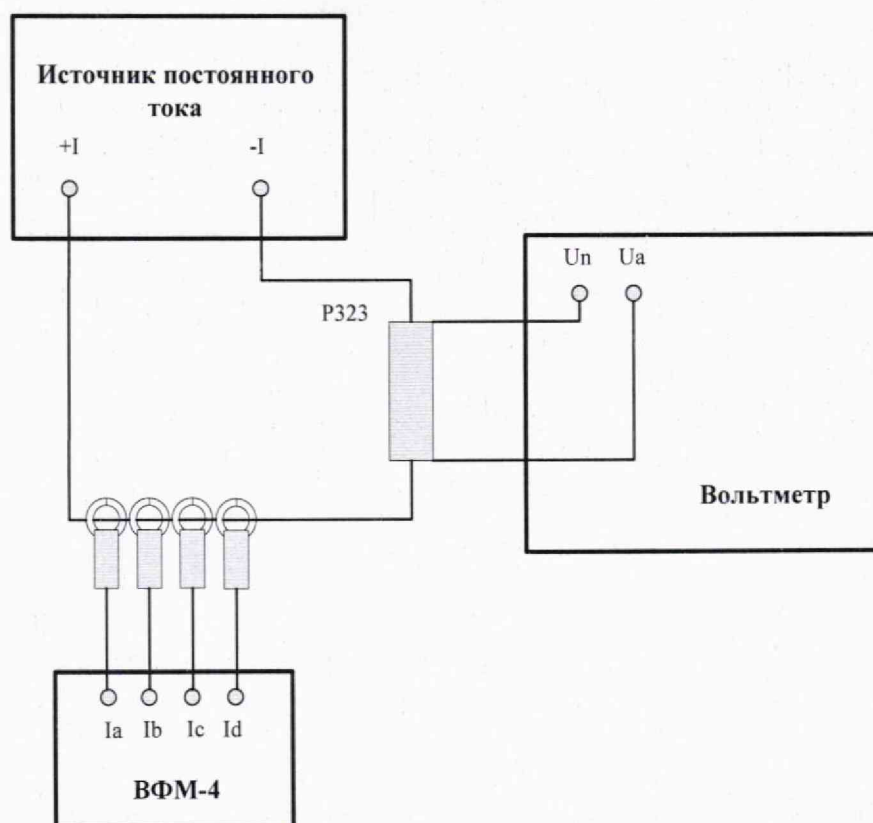 Источник постоянного
тока
+I -I
Un Ua
P323
Вольтметр
Ia Ib Ic Id
ВФМ-4